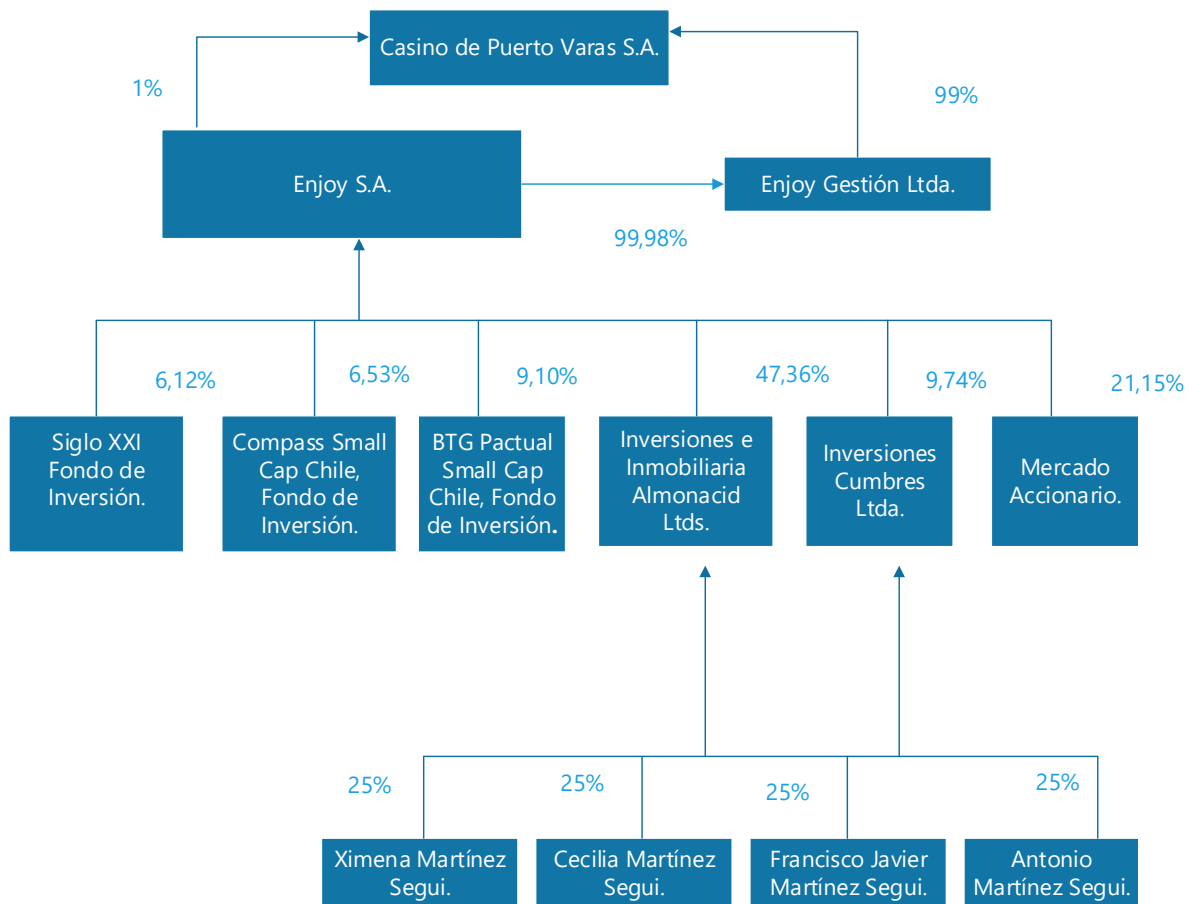 Casino de Puerto Varas S.A.
1%
99%
Enjoy S.A.
Enjoy Gestión Ltda.
99,98%
6,12%
6,53%
9,10%
47,36%
9,74%
21,15%
Siglo XXI
Fondo de
Inversión.
Compass Small
Cap Chile,
Fondo de
Inversión.
BTG Pactual
Small Cap
Chile, Fondo
de Inversión.
Inversiones e
Inmobiliaria
Almonacid
Ltds.
Inversiones
Cumbres
Ltda.
Mercado
Accionario.
25%
25%
25%
25%
Ximena Martínez
Segui.
Cecilia Martínez
Segui.
Francisco Javier
Martínez Segui.
Antonio
Martínez Segui.